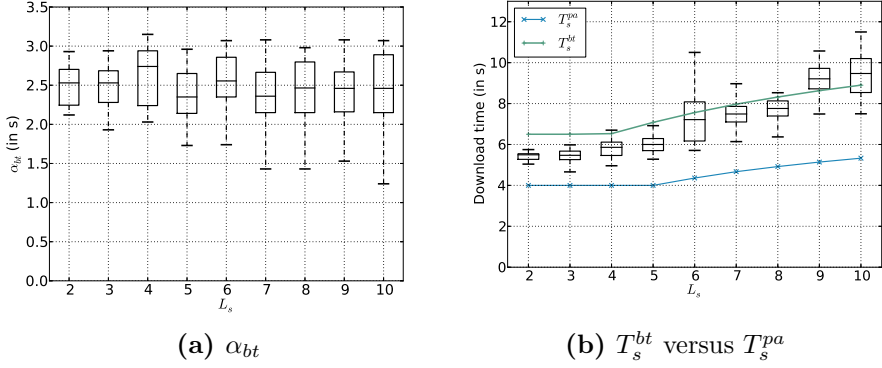 3.5
3.0
2.5
2.0
1.5
1.0
0.5
0.0
α_bt (in s)
2 3 4 5 6 7 8 9 10
L_s
(a) α_bt
12
10
8
6
4
2
0
Download time (in s)
T_s^pa
T_s^bt
2 3 4 5 6 7 8 9 10
L_s
(b) T_s^bt versus T_s^pa